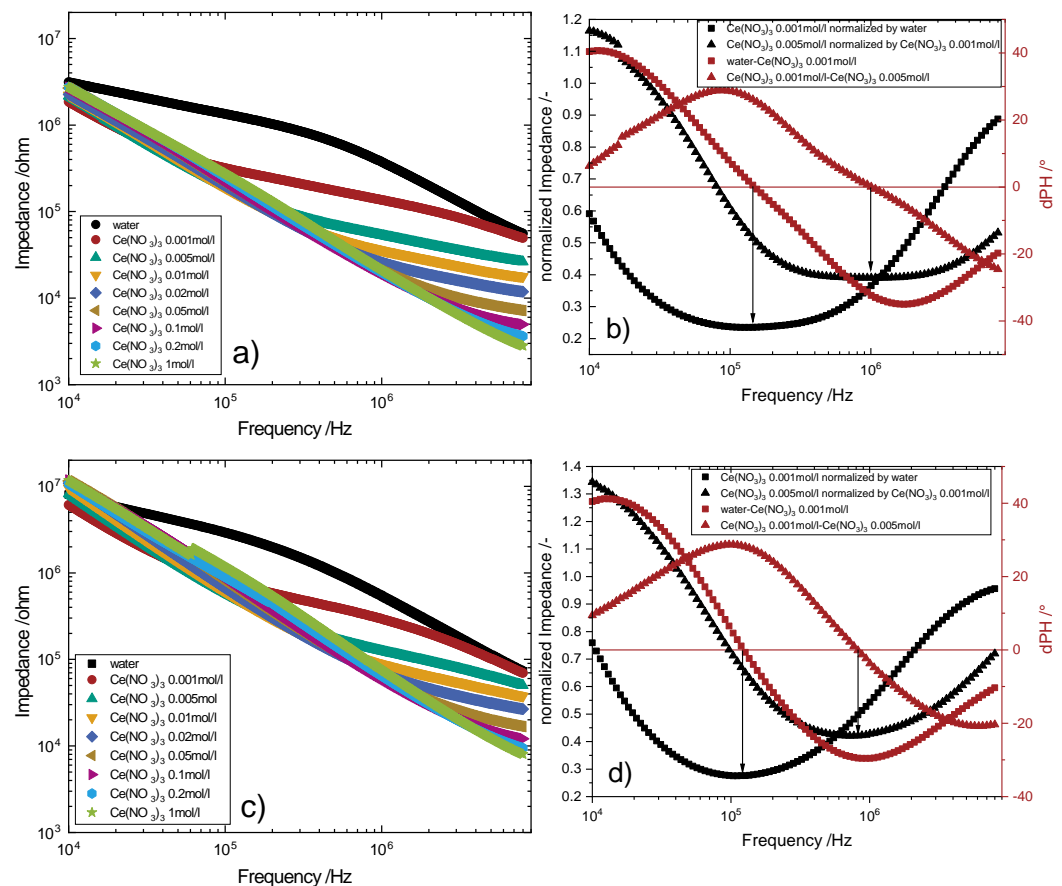 10⁷
10⁶
10⁵
10⁴
10³
Impedance /ohm
water
Ce(NO₃)₃ 0.001mol/l
Ce(NO₃)₃ 0.005mol/l
Ce(NO₃)₃ 0.01mol/l
Ce(NO₃)₃ 0.02mol/l
Ce(NO₃)₃ 0.05mol/l
Ce(NO₃)₃ 0.1mol/l
Ce(NO₃)₃ 0.2mol/l
Ce(NO₃)₃ 1mol/l
a)
10⁴ 10⁵ 10⁶
Frequency /Hz
1.2
1.1
1.0
0.9
0.8
0.7
0.6
0.5
0.4
0.3
0.2
normalized Impedance /-
Ce(NO₃)₃ 0.001mol/l normalized by water
Ce(NO₃)₃ 0.005mol/l normalized by Ce(NO₃)₃ 0.001mol/l
water-Ce(NO₃)₃ 0.001mol/l
Ce(NO₃)₃ 0.001mol/l-Ce(NO₃)₃ 0.005mol/l
b)
40
20
0
-20
-40
dPH /°
10⁴ 10⁵ 10⁶
Frequency /Hz
10⁷
10⁶
10⁵
10⁴
10³
Impedance /ohm
water
Ce(NO₃)₃ 0.001mol/l
Ce(NO₃)₃ 0.005mol
Ce(NO₃)₃ 0.01mol/l
Ce(NO₃)₃ 0.02mol/l
Ce(NO₃)₃ 0.05mol/l
Ce(NO₃)₃ 0.1mol/l
Ce(NO₃)₃ 0.2mol/l
Ce(NO₃)₃ 1mol/l
c)
10⁴ 10⁵ 10⁶
Frequency /Hz
1.4
1.3
1.2
1.1
1.0
0.9
0.8
0.7
0.6
0.5
0.4
0.3
0.2
normalized Impedance /-
Ce(NO₃)₃ 0.001mol/l normalized by water
Ce(NO₃)₃ 0.005mol/l normalized by Ce(NO₃)₃ 0.001mol/l
water-Ce(NO₃)₃ 0.001mol/l
Ce(NO₃)₃ 0.001mol/l-Ce(NO₃)₃ 0.005mol/l
d)
40
20
0
-20
-40
dPH /°
10⁴ 10⁵ 10⁶
Frequency /Hz